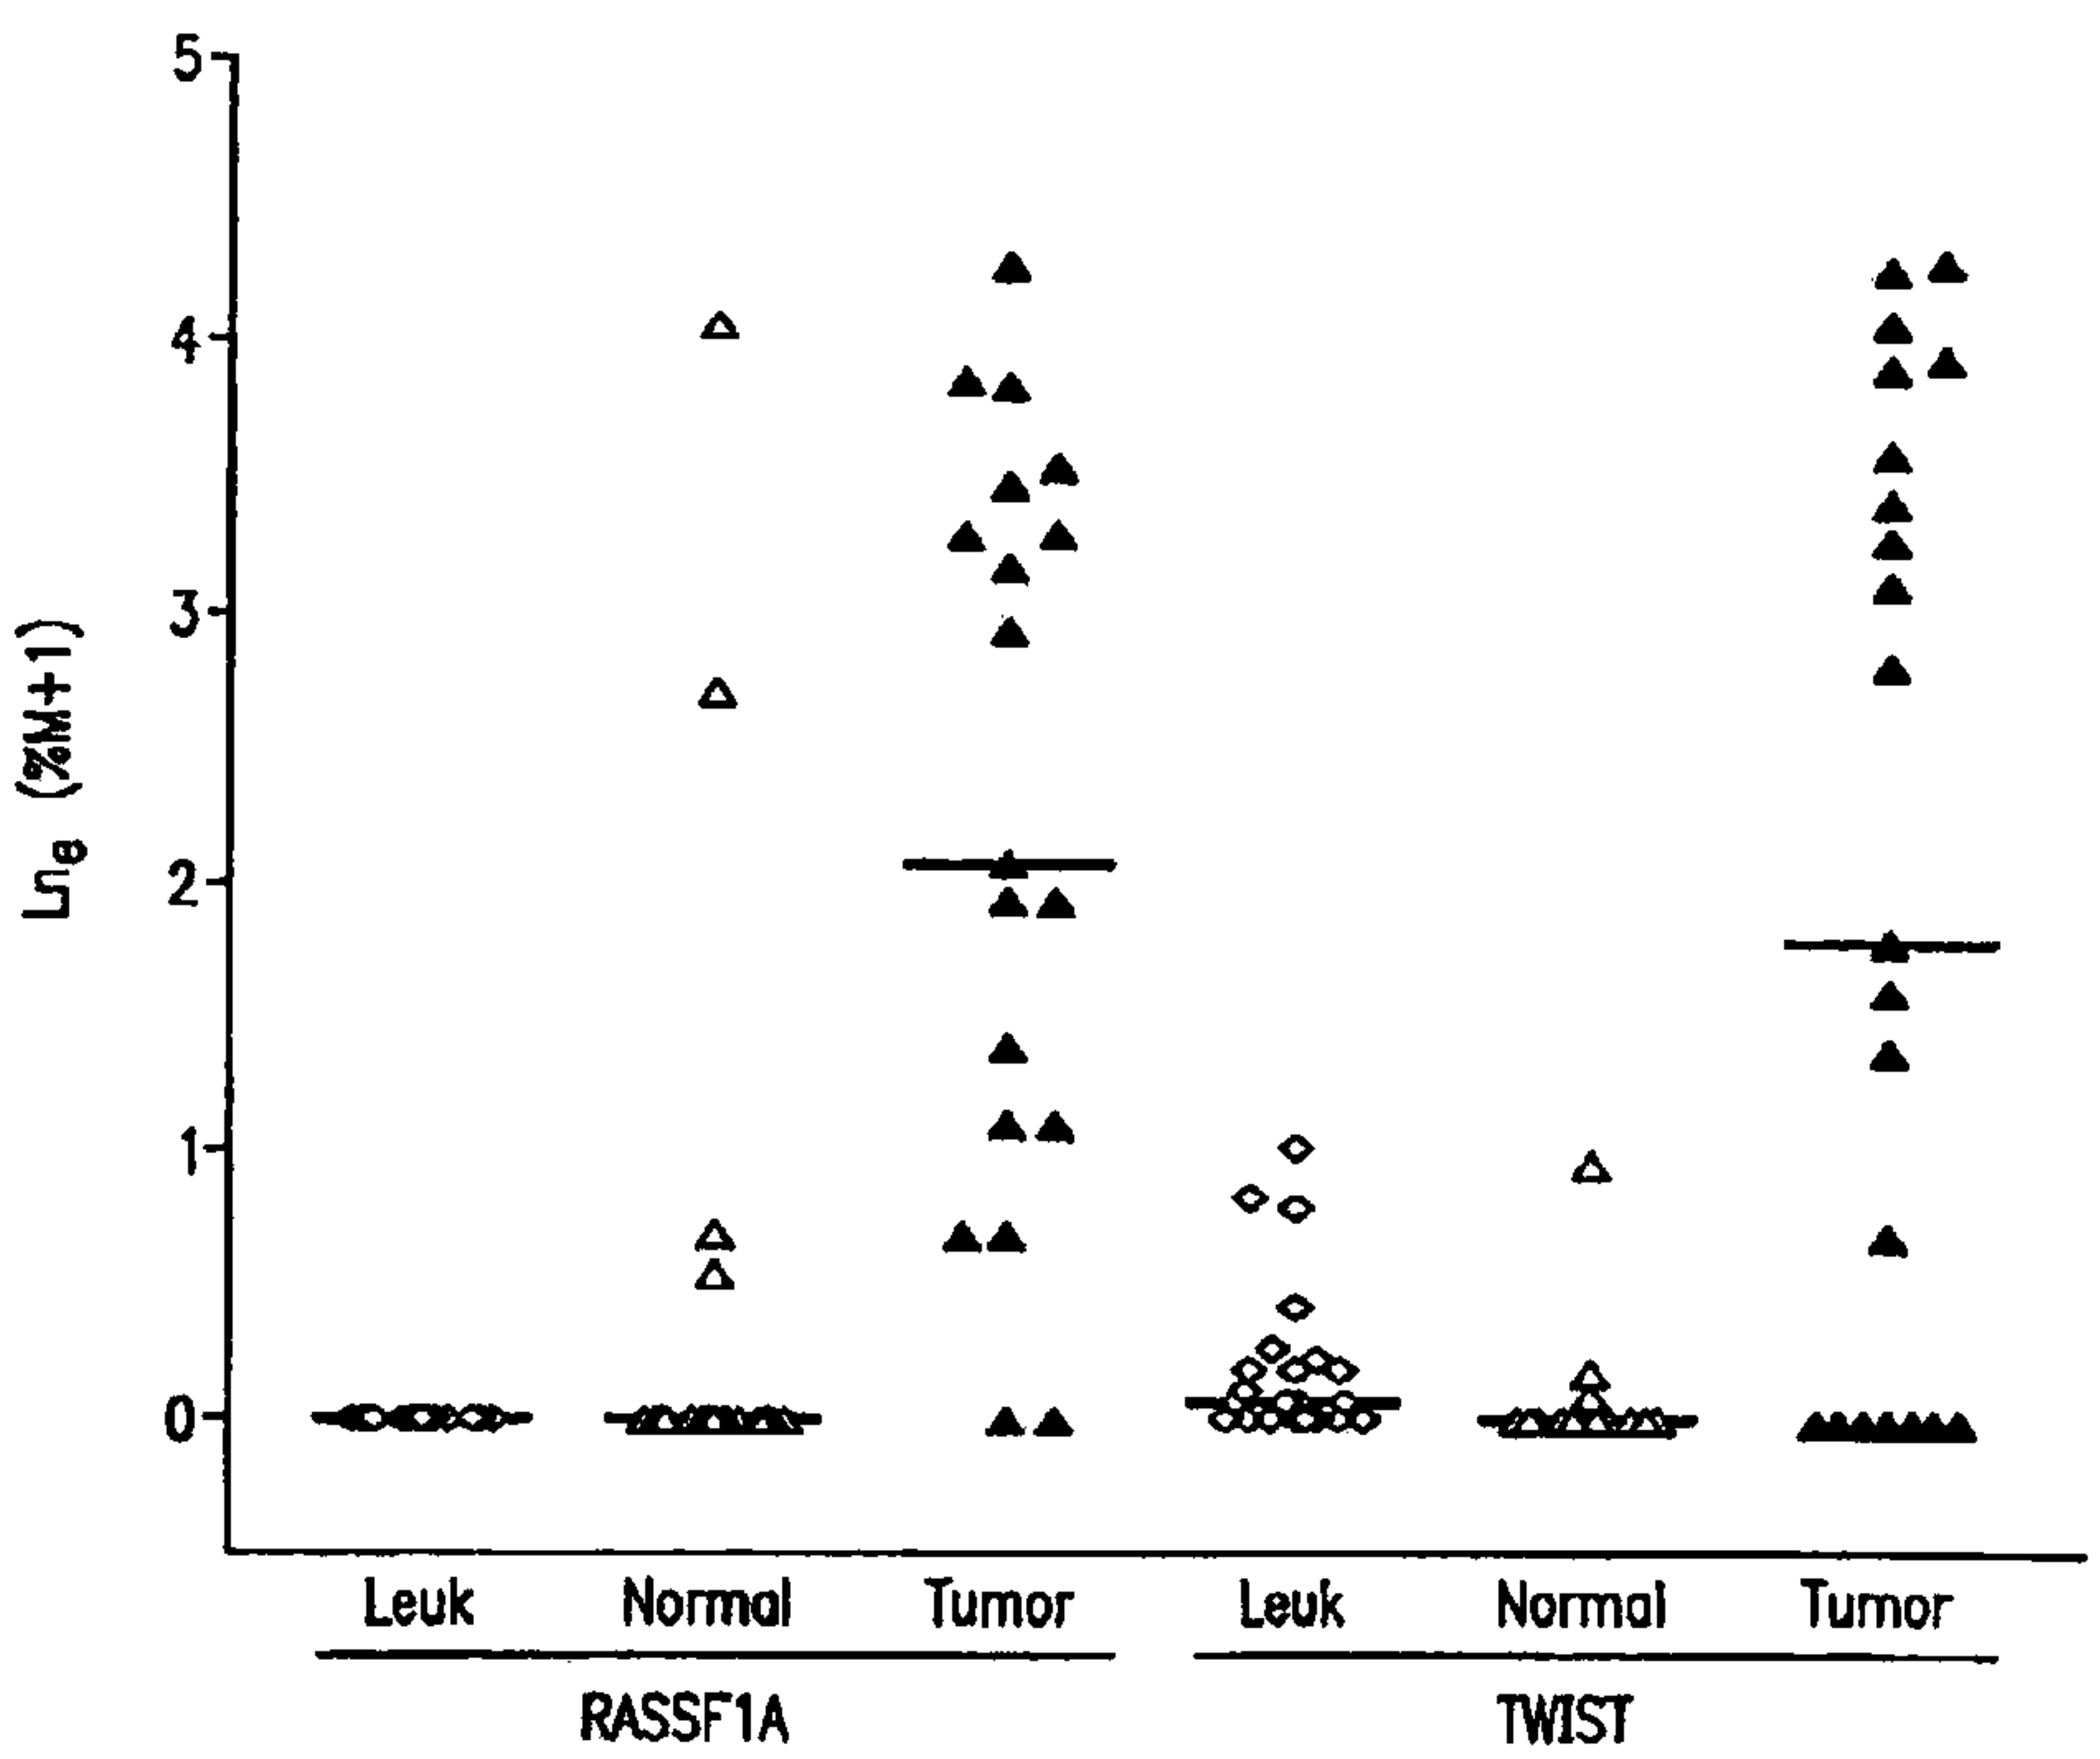 5
4
3
2
1
0
Lnₑ (%M+1)
Leuk Normal Tumor Leuk Normal Tumor
RASSF1A TWIST